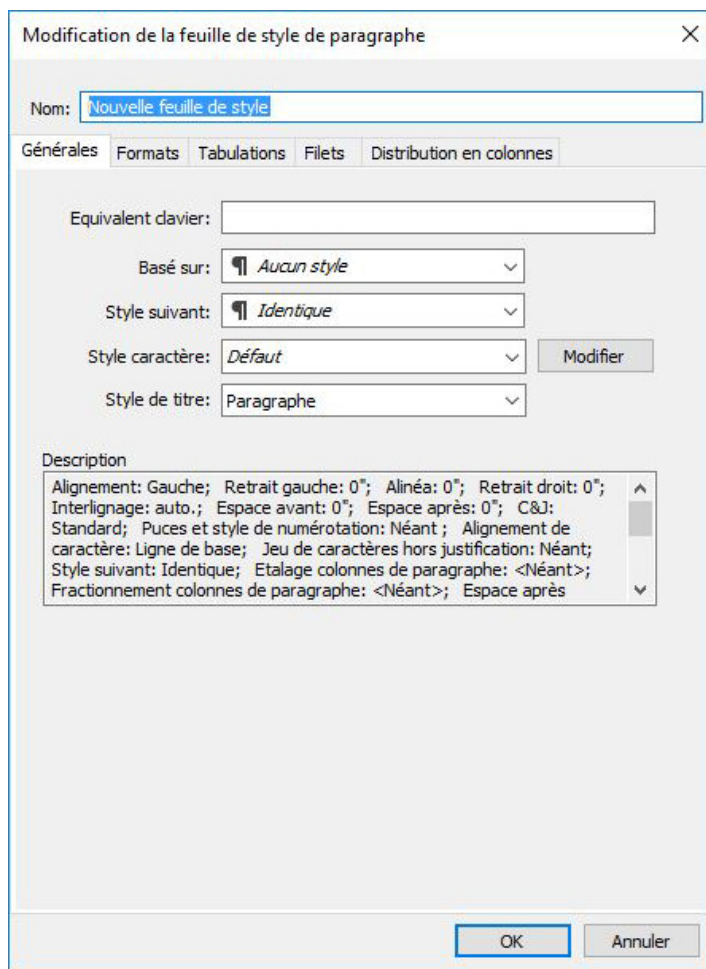 Modification de la feuille de style de paragraphe
Nom: Nouvelle feuille de style
Générales Formats Tabulations Filets Distribution en colonnes
Equivalent clavier:
Basé sur: ¶ Aucun style
Style suivant: ¶ Identique
Style caractère: Défaut Modifier
Style de titre: Paragraphe
Description
Alignement: Gauche; Retrait gauche: 0"; Alinéa: 0"; Retrait droit: 0";
Interlignage: auto.; Espace avant: 0"; Espace après: 0"; C&J:
Standard; Puces et style de numérotation: Néant ; Alignement de
caractère: Ligne de base; Jeu de caractères hors justification: Néant;
Style suivant: Identique; Etalage colonnes de paragraphe: <Néant>;
Fractionnement colonnes de paragraphe: <Néant>; Espace après
OK Annuler